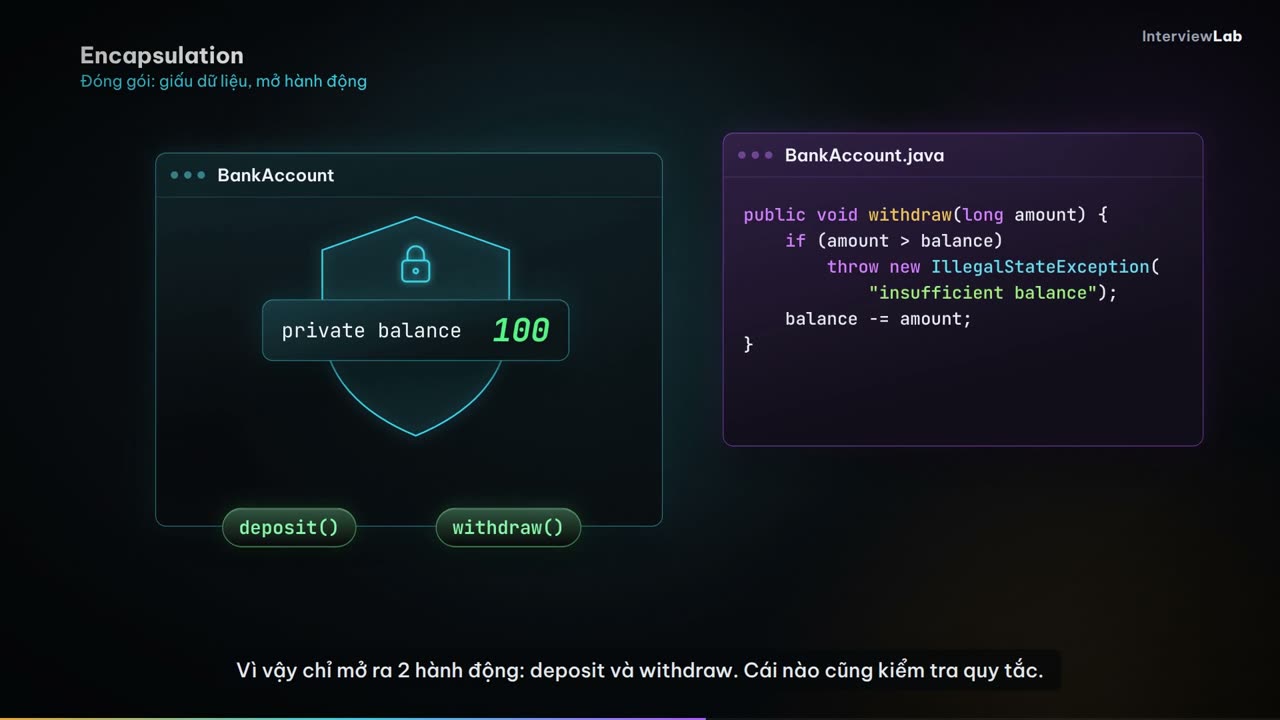 Encapsulation
Đóng gói: giấu dữ liệu, mở hành động
InterviewLab
BankAccount
private balance 100
deposit()
withdraw()
BankAccount.java
public void withdraw(long amount) {
    if (amount > balance)
        throw new IllegalStateException(
            "insufficient balance");
    balance -= amount;
}
Vì vậy chỉ mở ra 2 hành động: deposit và withdraw. Cái nào cũng kiểm tra quy tắc.